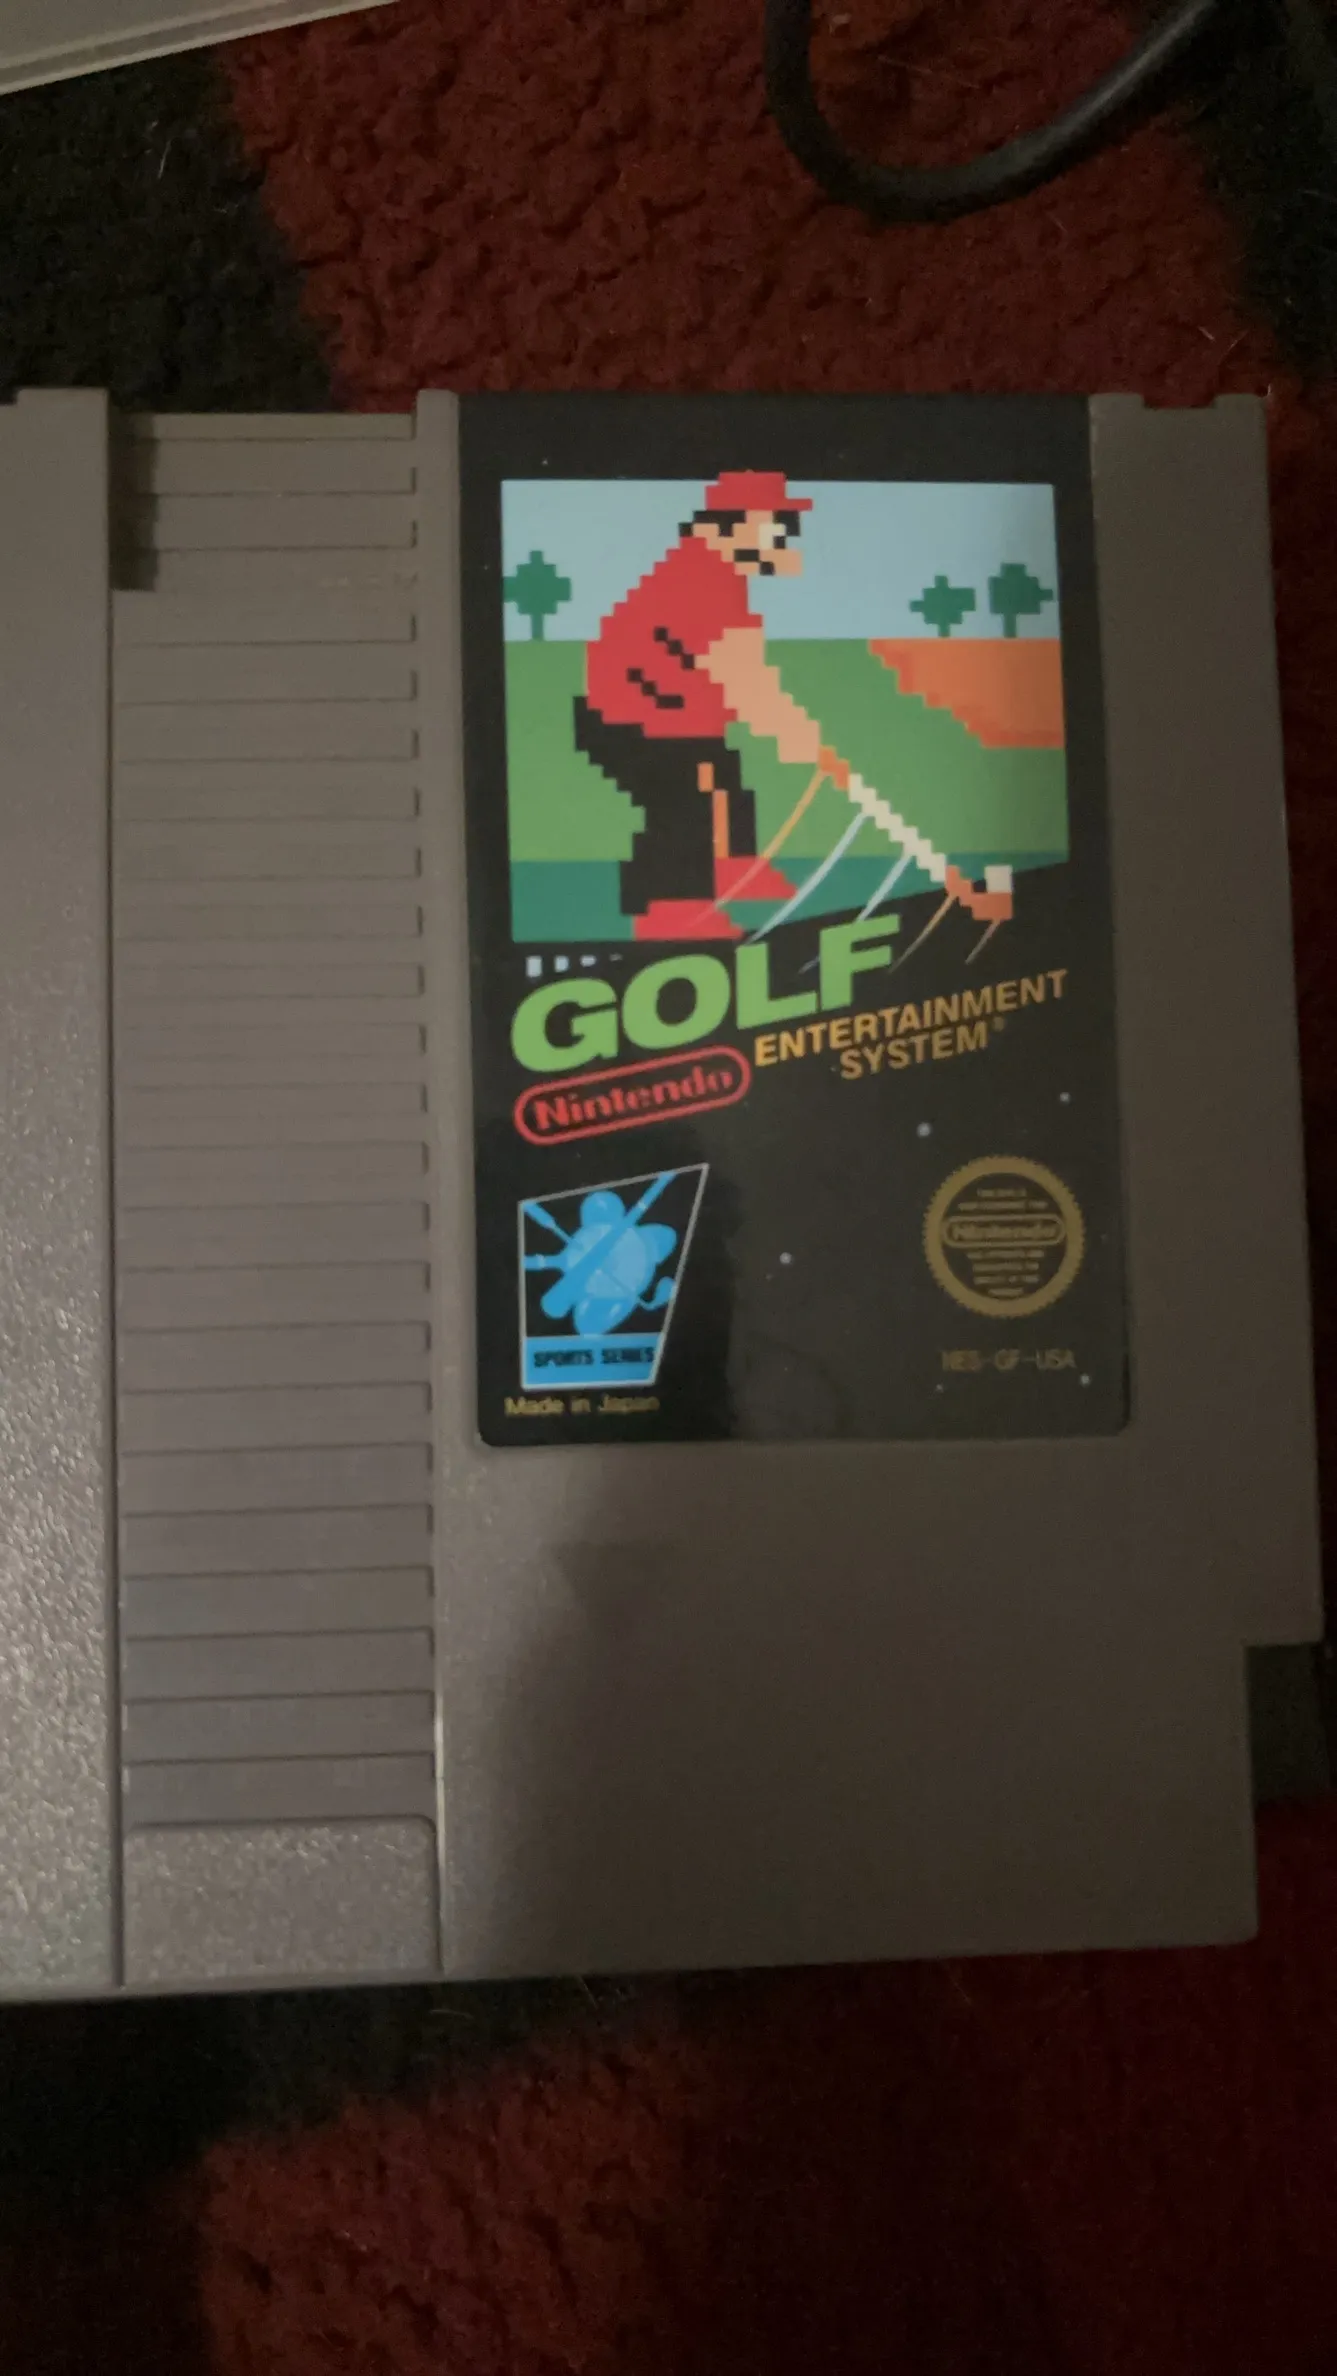 GOLF
Nintendo
ENTERTAINMENT
SYSTEM®
SPORTS SERIES
Made in Japan
Nintendo
NES-GF-USA